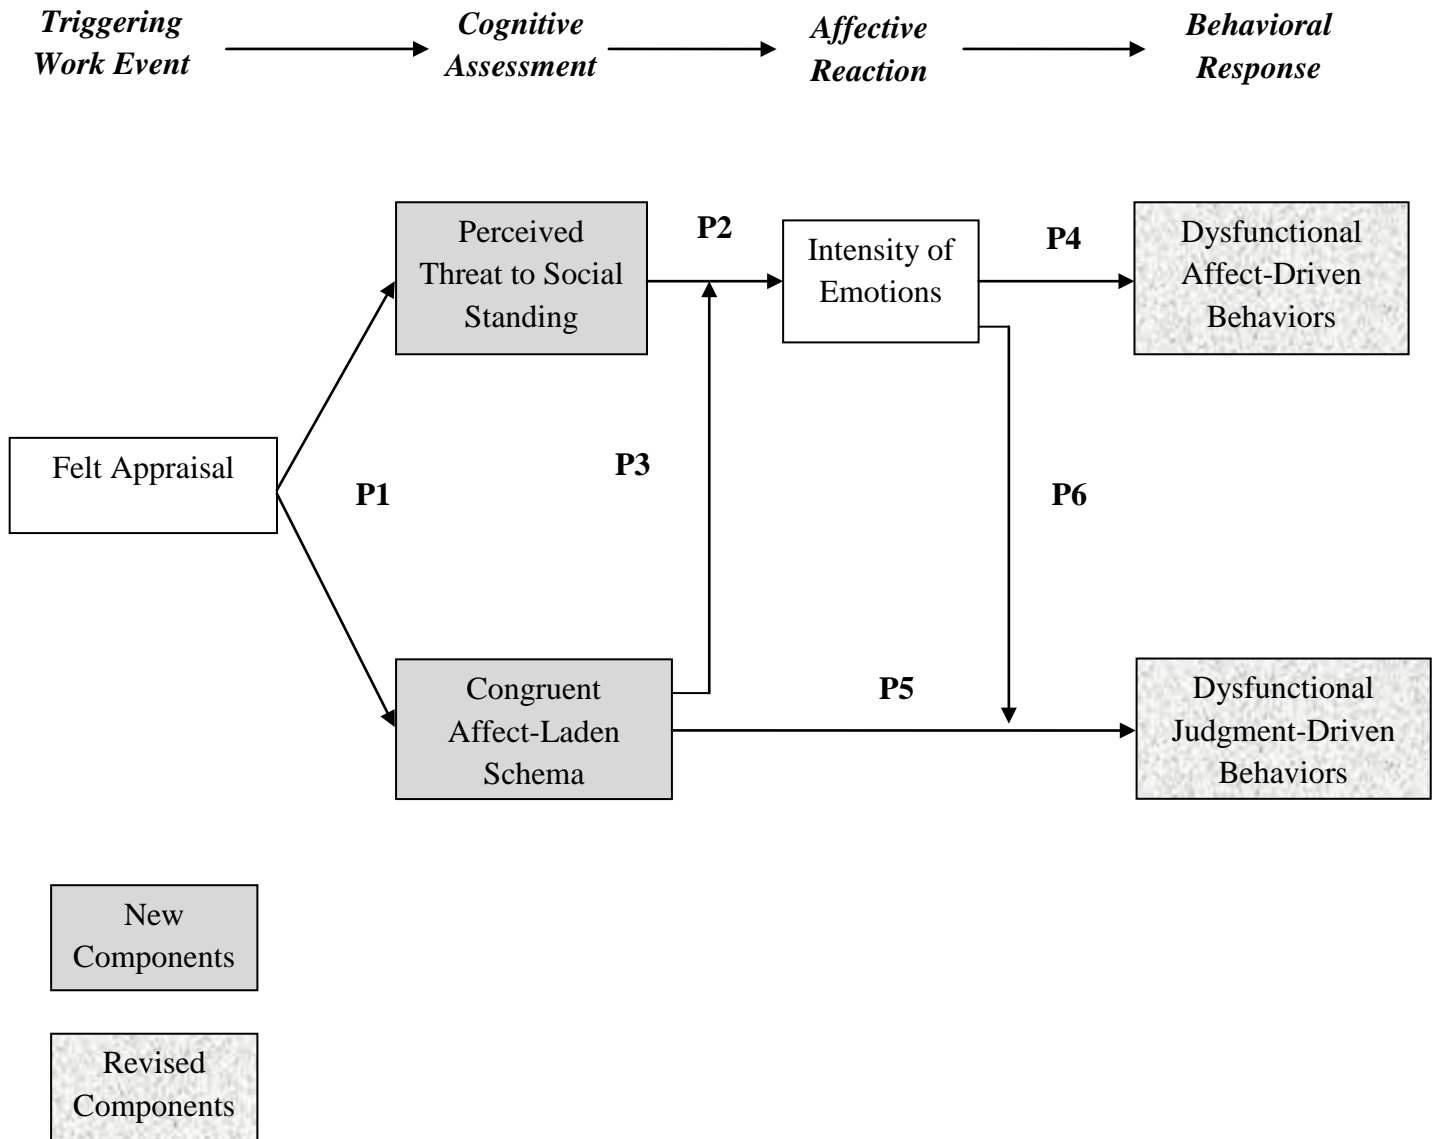 Triggering
Work Event
Cognitive
Assessment
Affective
Reaction
Behavioral
Response
Perceived
Threat to Social
Standing
P2
Intensity of
Emotions
P4
Dysfunctional
Affect-Driven
Behaviors
Felt Appraisal
P1
P3
P6
Congruent
Affect-Laden
Schema
P5
Dysfunctional
Judgment-Driven
Behaviors
New
Components
Revised
Components